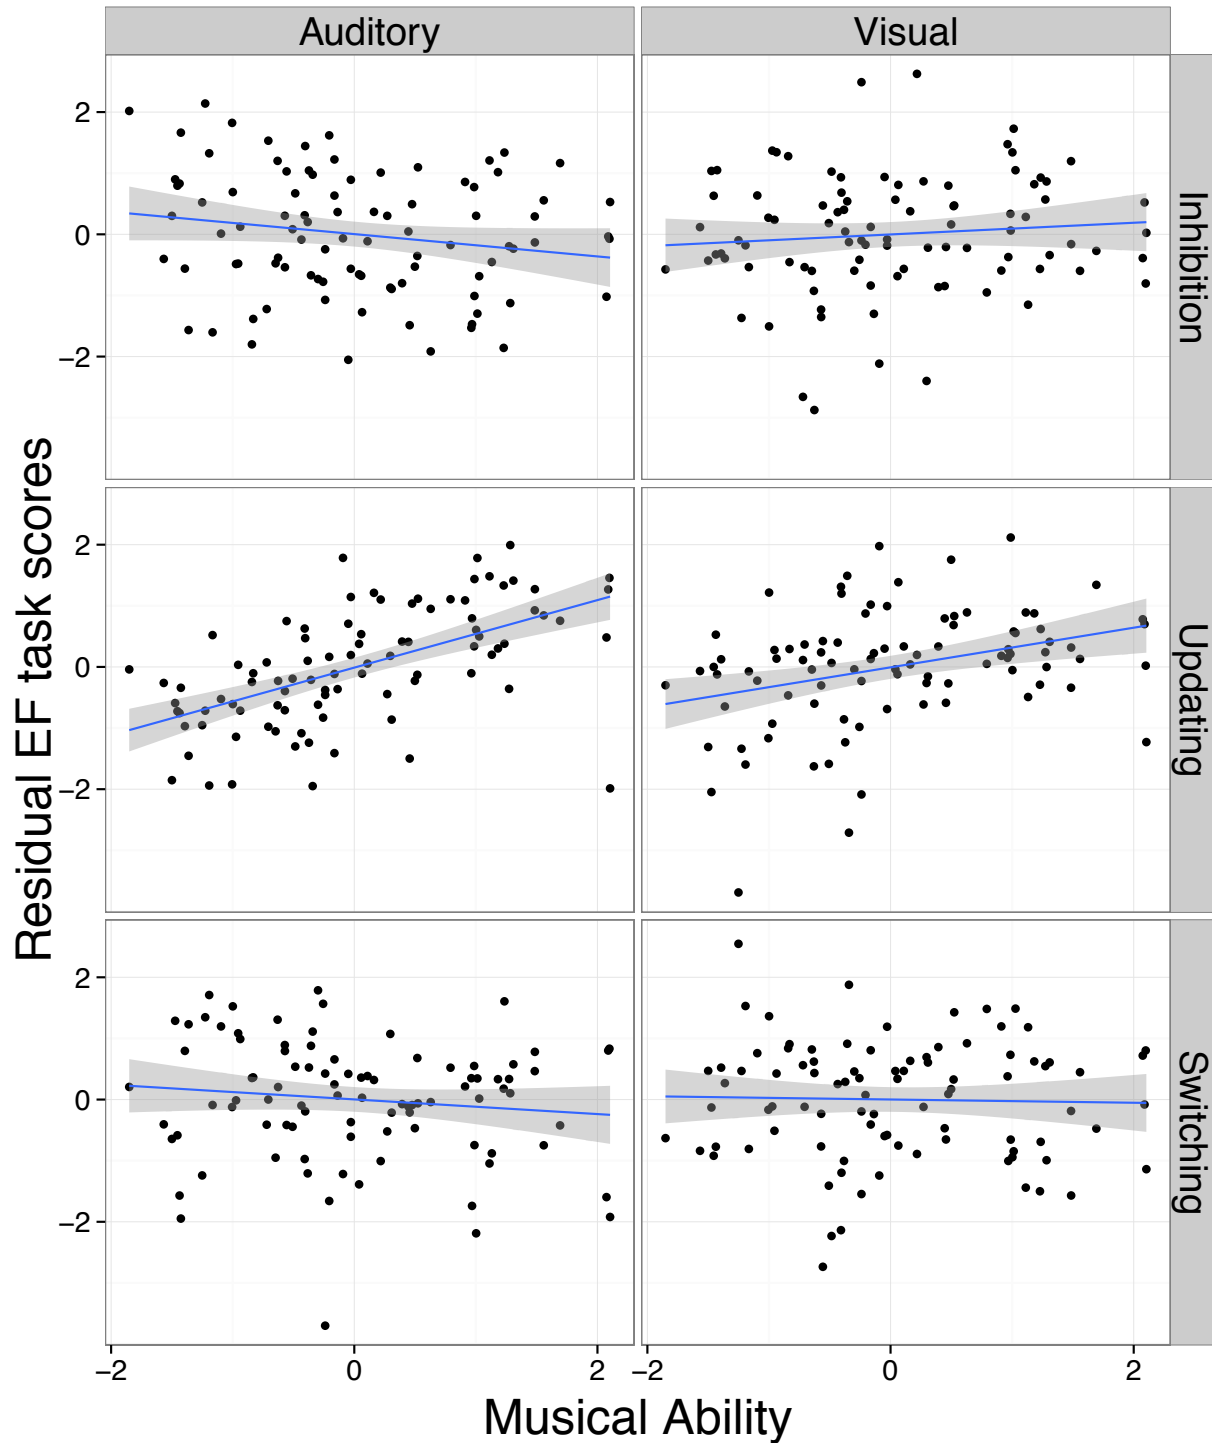 Auditory Visual
2
0
−2
Inhibition
2
0
−2
Updating
2
0
−2
Switching
−2 0 2 −2 0 2
Residual EF task scores
Musical Ability